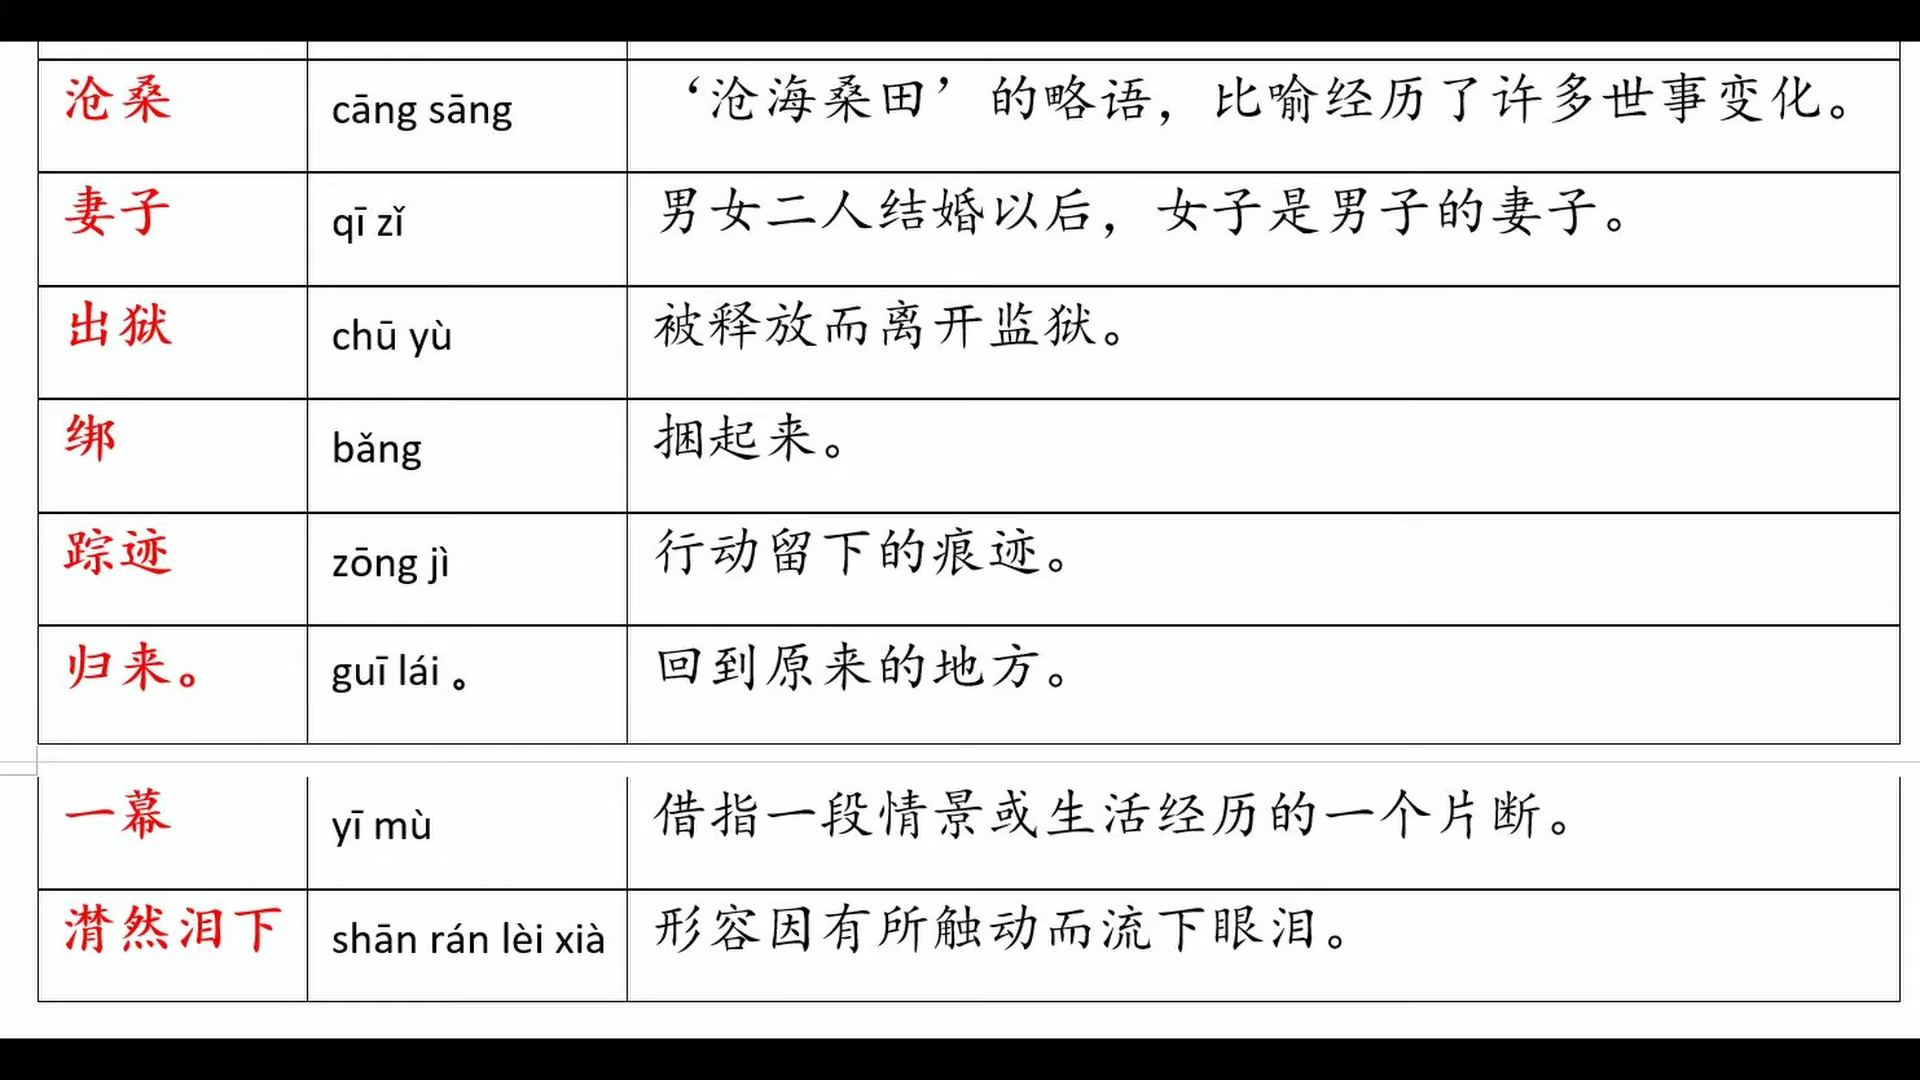 沧桑 cāng sāng ‘沧海桑田’的略语，比喻经历了许多世事变化。
妻子 qī zǐ 男女二人结婚以后，女子是男子的妻子。
出狱 chū yù 被释放而离开监狱。
绑 bǎng 捆起来。
踪迹 zōng jì 行动留下的痕迹。
归来。 guī lái 。 回到原来的地方。
一幕 yī mù 借指一段情景或生活经历的一个片断。
潸然泪下 shān rán lèi xià 形容因有所触动而流下眼泪。